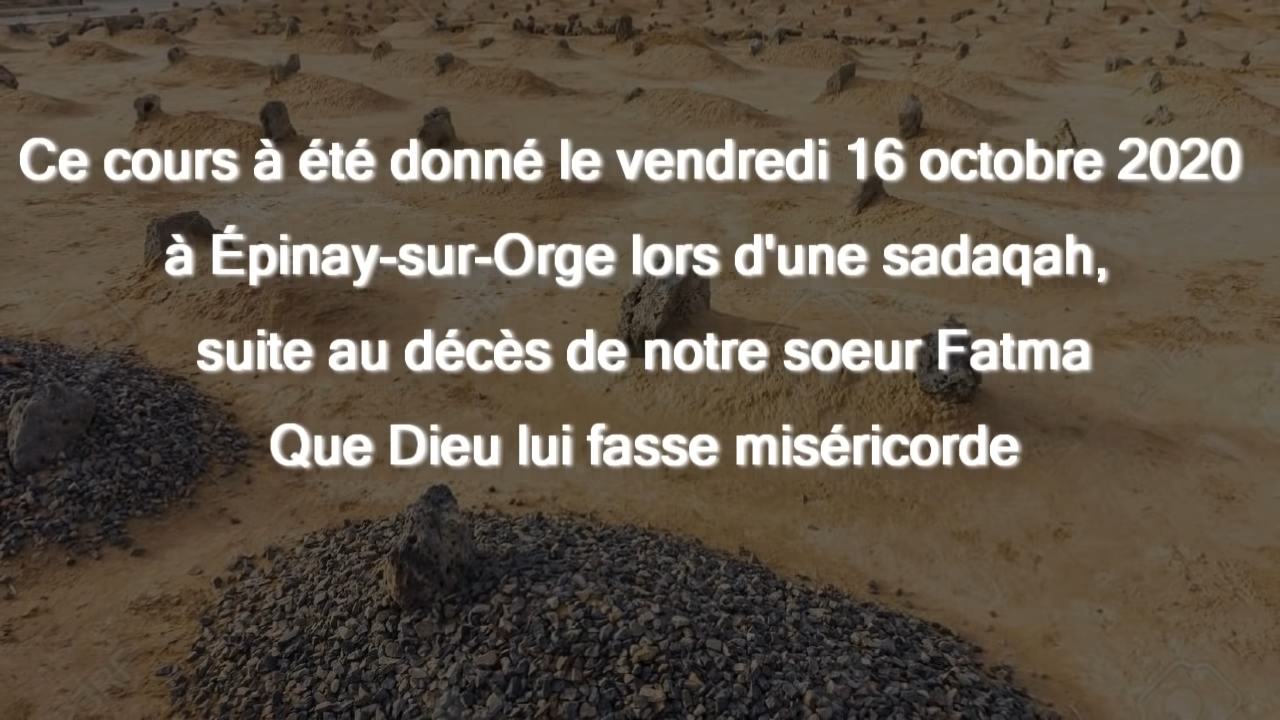 Ce cours à été donné le vendredi 16 octobre 2020
à Épinay-sur-Orge lors d'une sadaqah,
suite au décès de notre soeur Fatma
Que Dieu lui fasse miséricorde